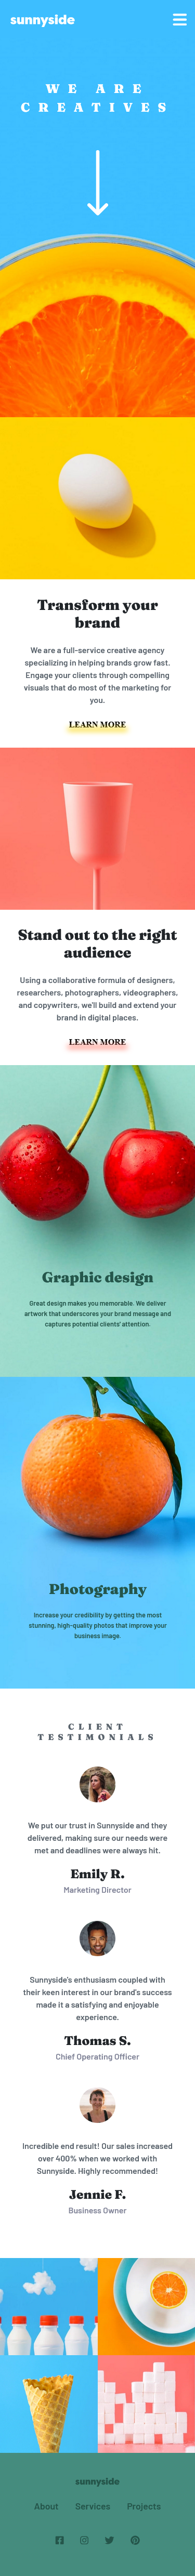 sunnyside
WE ARE
CREATIVES
Transform your
brand
We are a full-service creative agency
specializing in helping brands grow fast.
Engage your clients through compelling
visuals that do most of the marketing for
you.
LEARN MORE
Stand out to the right
audience
Using a collaborative formula of designers,
researchers, photographers, videographers,
and copywriters, we'll build and extend your
brand in digital places.
LEARN MORE
Graphic design
Great design makes you memorable. We deliver
artwork that underscores your brand message and
captures potential clients' attention.
Photography
Increase your credibility by getting the most
stunning, high-quality photos that improve your
business image.
CLIENT
TESTIMONIALS
We put our trust in Sunnyside and they
delivered, making sure our needs were
met and deadlines were always hit.
Emily R.
Marketing Director
Sunnyside's enthusiasm coupled with
their keen interest in our brand's success
made it a satisfying and enjoyable
experience.
Thomas S.
Chief Operating Officer
Incredible end result! Our sales increased
over 400% when we worked with
Sunnyside. Highly recommended!
Jennie F.
Business Owner
sunnyside
About Services Projects